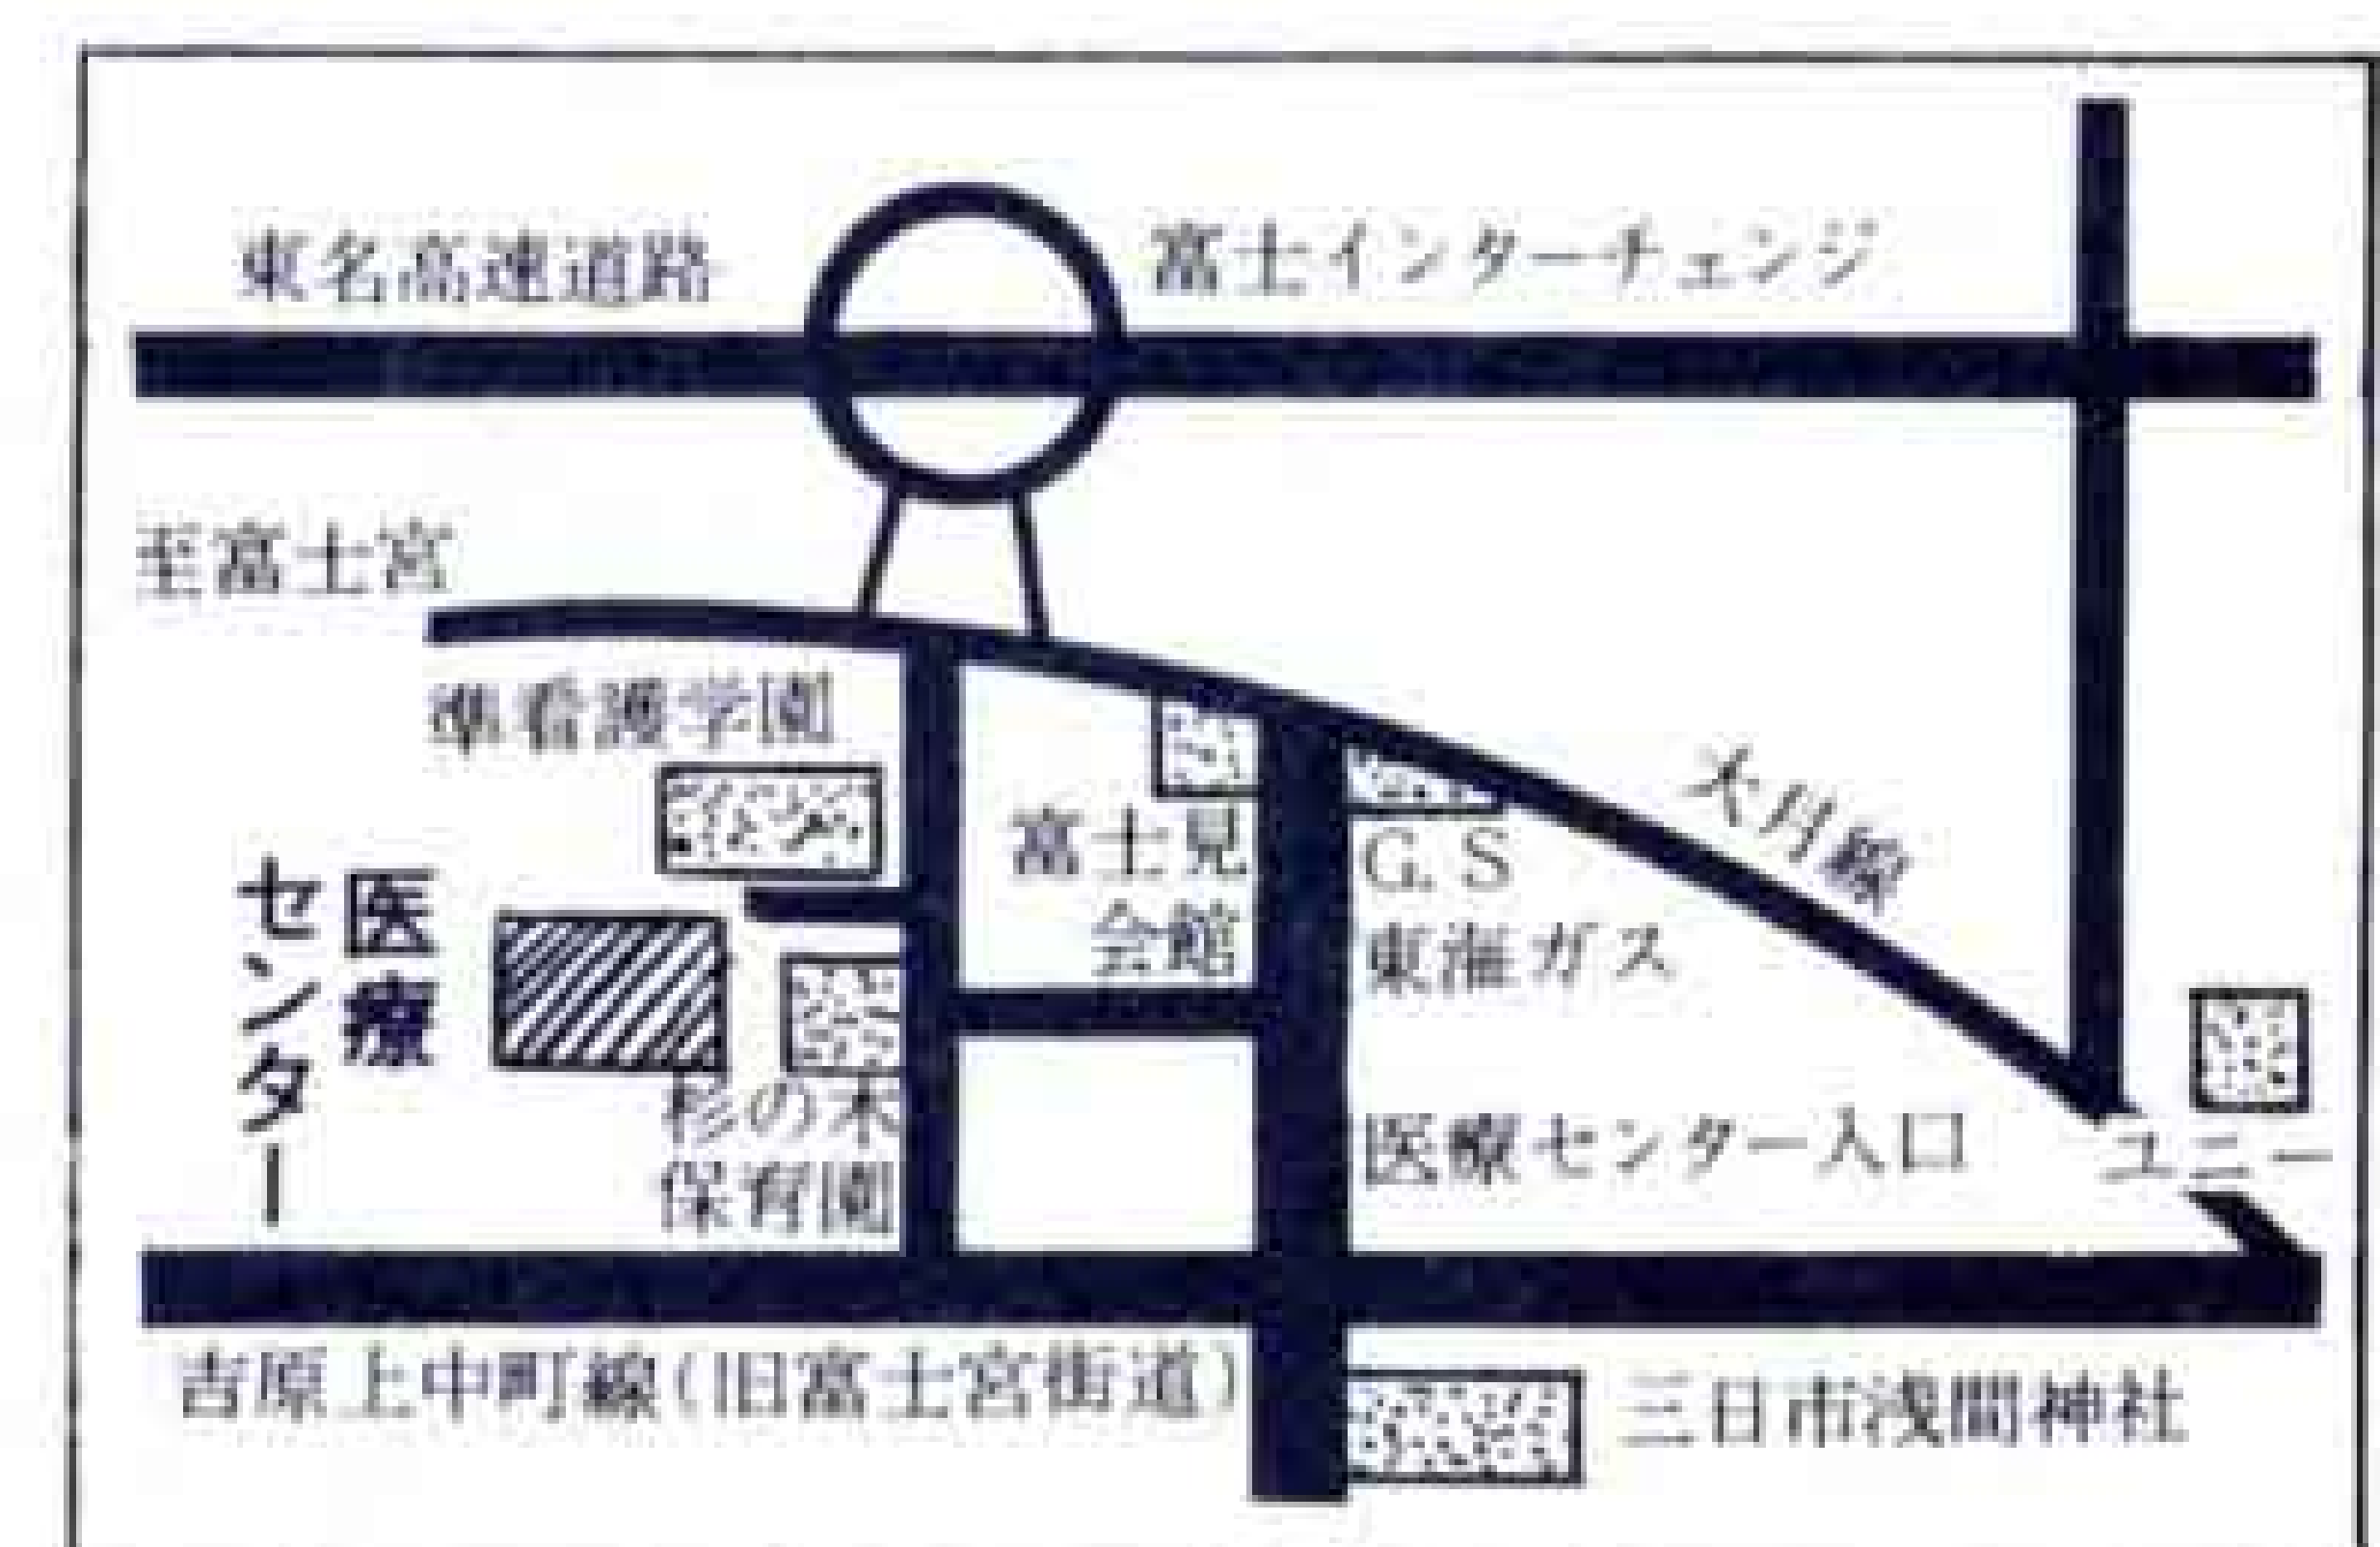 東名高速道路
富士インターチェンジ
至富士宮
準看護学園
大月線
富士見
会館
G.S
東海ガス
医療
センター
杉の木
保育園
医療センター入口
ユニー
吉原上中町線(旧富士宮街道)
三日市浅間神社